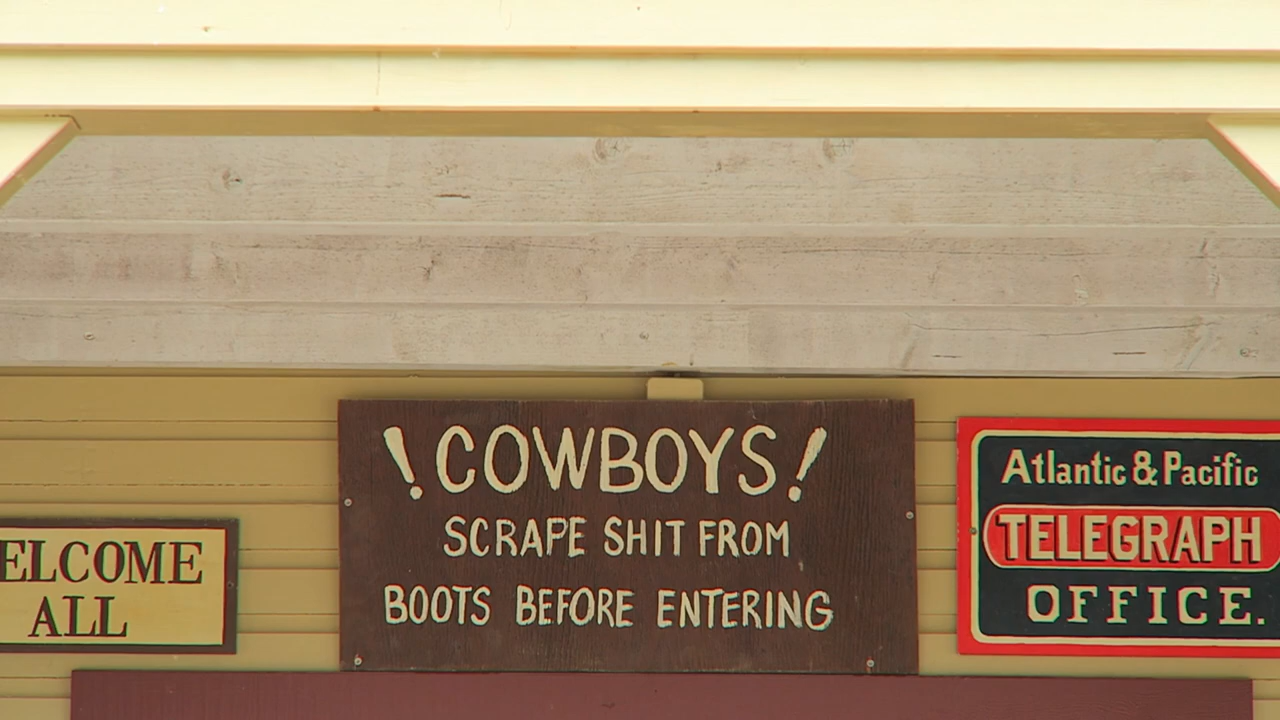 ELCOME
ALL
! COWBOYS !
SCRAPE SHIT FROM
BOOTS BEFORE ENTERING
Atlantic & Pacific
TELEGRAPH
OFFICE.